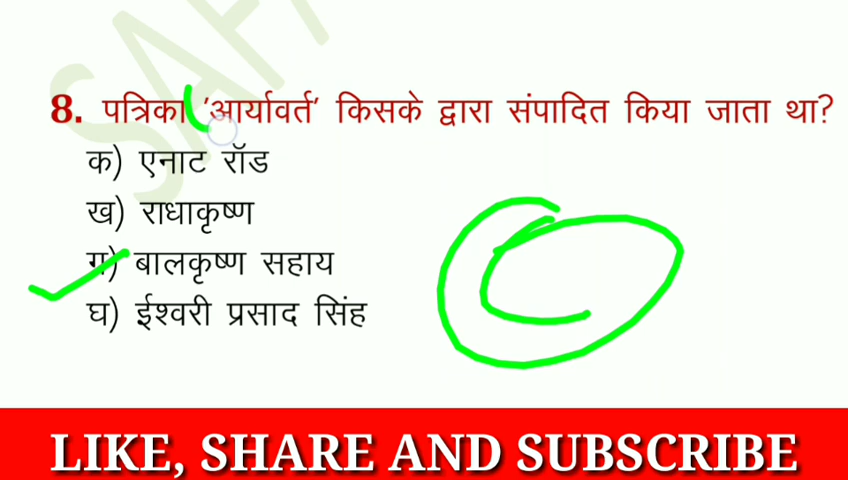 8. पत्रिका 'आर्यावर्त' किसके द्वारा संपादित किया जाता था?
क) एनाट रॉड
ख) राधाकृष्ण
ग) बालकृष्ण सहाय
घ) ईश्वरी प्रसाद सिंह
LIKE, SHARE AND SUBSCRIBE